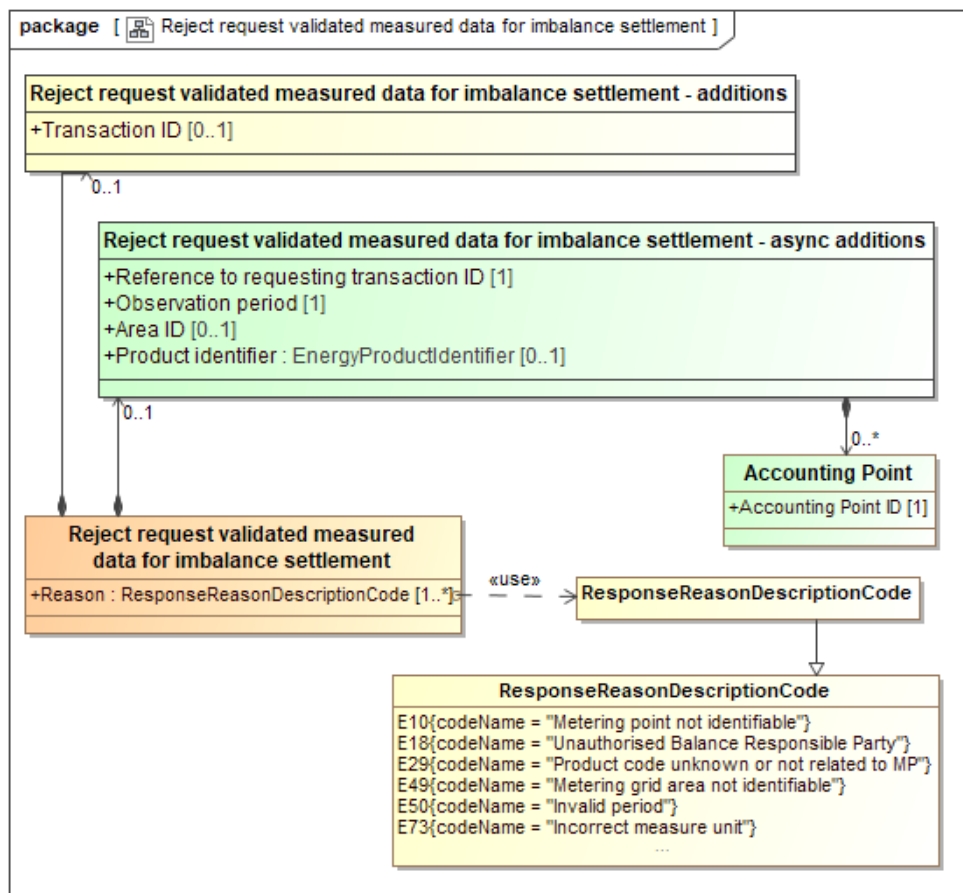 package [ Reject request validated measured data for imbalance settlement ]
Reject request validated measured data for imbalance settlement - additions
+Transaction ID [0..1]
0..1
Reject request validated measured data for imbalance settlement - async additions
+Reference to requesting transaction ID [1]
+Observation period [1]
+Area ID [0..1]
+Product identifier : EnergyProductIdentifier [0..1]
0..1
0..*
Accounting Point
+Accounting Point ID [1]
Reject request validated measured
data for imbalance settlement
+Reason : ResponseReasonDescriptionCode [1..*]
«use»
ResponseReasonDescriptionCode
ResponseReasonDescriptionCode
E10{codeName = "Metering point not identifiable"}
E18{codeName = "Unauthorised Balance Responsible Party"}
E29{codeName = "Product code unknown or not related to MP"}
E49{codeName = "Metering grid area not identifiable"}
E50{codeName = "Invalid period"}
E73{codeName = "Incorrect measure unit"}
...